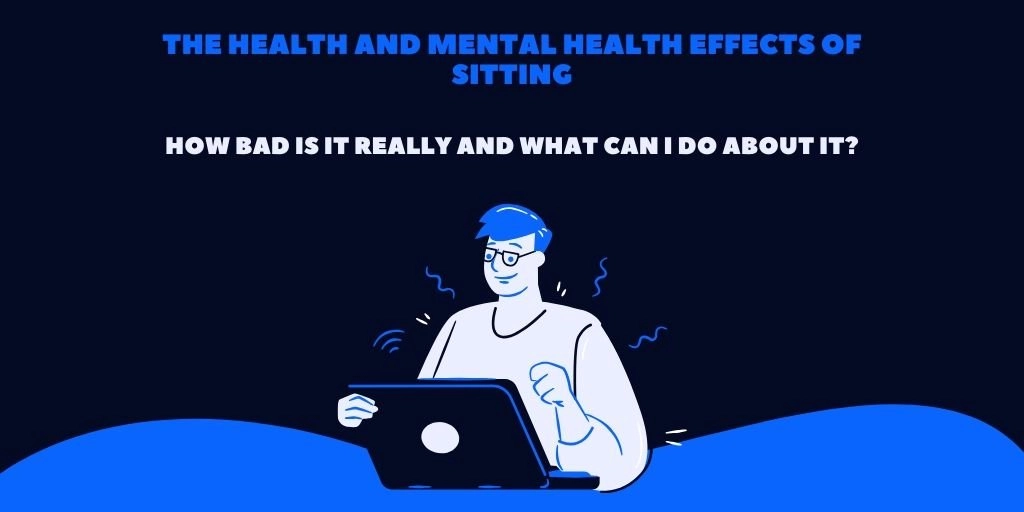 THE HEALTH AND MENTAL HEALTH EFFECTS OF
SITTING
HOW BAD IS IT REALLY AND WHAT CAN I DO ABOUT IT?